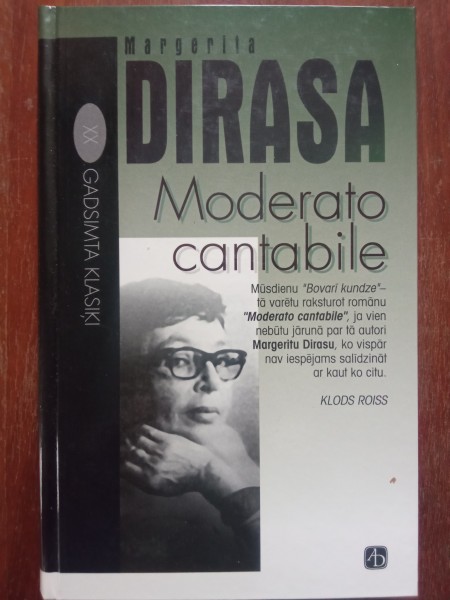 Margerita
DIRASA
Moderato
cantabile
XX GADSIMTA KLASIĶI
Mūsdienu "Bovarī kundze"–
tā varētu raksturot romānu
"Moderato cantabile", ja vien
nebūtu jārunā par tā autori
Margeritu Dirasu, ko vispār
nav iespējams salīdzināt
ar kaut ko citu.
KLODS ROISS
AD